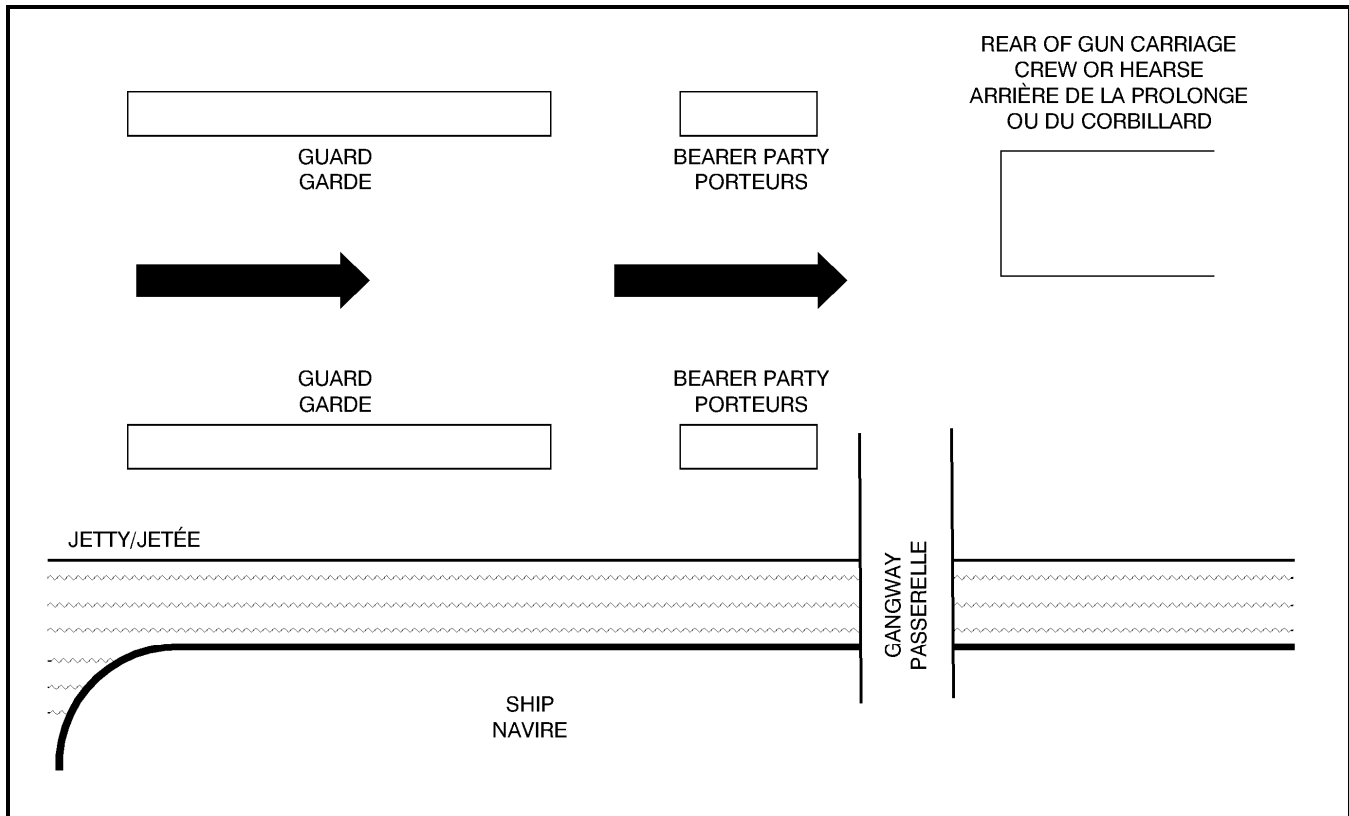 REAR OF GUN CARRIAGE
CREW OR HEARSE
ARRIÈRE DE LA PROLONGE
OU DU CORBILLARD
GUARD
GARDE
BEARER PARTY
PORTEURS
GUARD
GARDE
BEARER PARTY
PORTEURS
JETTY/JETÉE
GANGWAY
PASSERELLE
SHIP
NAVIRE